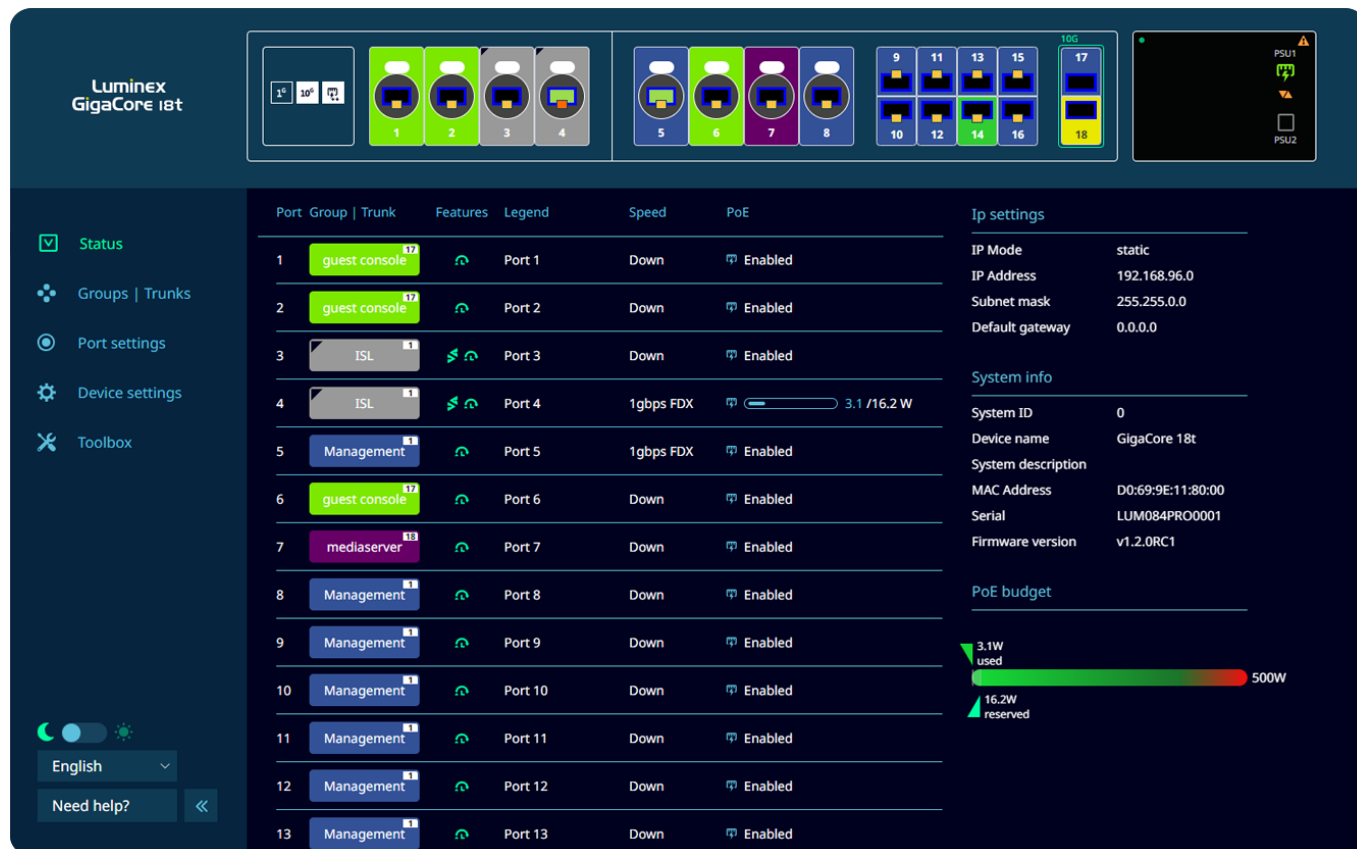 Luminex
GigaCore 18t
1G 10G
1 2 3 4
5 6 7 8
9 11 13 15
10 12 14 16
10G
17
18
PSU1
PSU2
Status
Groups | Trunks
Port settings
Device settings
Toolbox
English
Need help?
Port Group | Trunk Features Legend Speed PoE
1 guest console 17 Port 1 Down Enabled
2 guest console 17 Port 2 Down Enabled
3 ISL 1 Port 3 Down Enabled
4 ISL 1 Port 4 1gbps FDX 3.1 /16.2 W
5 Management 1 Port 5 1gbps FDX Enabled
6 guest console 17 Port 6 Down Enabled
7 mediaserver 18 Port 7 Down Enabled
8 Management 1 Port 8 Down Enabled
9 Management 1 Port 9 Down Enabled
10 Management 1 Port 10 Down Enabled
11 Management 1 Port 11 Down Enabled
12 Management 1 Port 12 Down Enabled
13 Management 1 Port 13 Down Enabled
Ip settings
IP Mode static
IP Address 192.168.96.0
Subnet mask 255.255.0.0
Default gateway 0.0.0.0
System info
System ID 0
Device name GigaCore 18t
System description
MAC Address D0:69:9E:11:80:00
Serial LUM084PRO0001
Firmware version v1.2.0RC1
PoE budget
3.1W
used
500W
16.2W
reserved